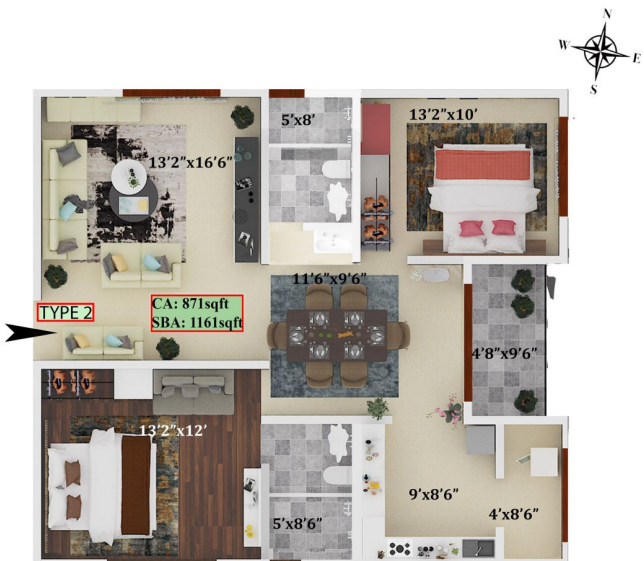 N
W E
S
5'x8'
13'2"x10'
13'2"x16'6"
11'6"x9'6"
TYPE 2
CA: 871sqft
SBA: 1161sqft
4'8"x9'6"
13'2"x12'
9'x8'6"
4'x8'6"
5'x8'6"